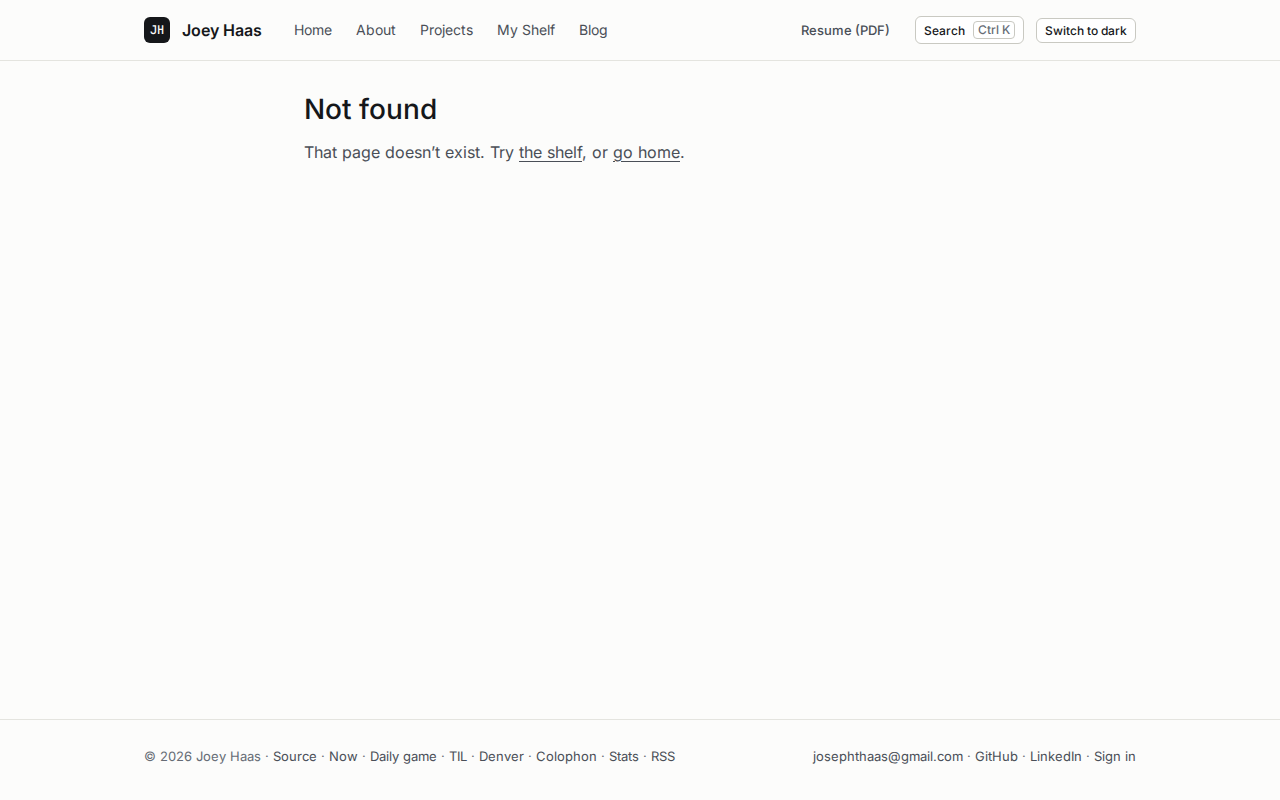 JH Joey Haas Home About Projects My Shelf Blog Resume (PDF) Search Ctrl K Switch to dark
Not found
That page doesn’t exist. Try the shelf, or go home.
© 2026 Joey Haas · Source · Now · Daily game · TIL · Denver · Colophon · Stats · RSS josephthaas@gmail.com · GitHub · LinkedIn · Sign in